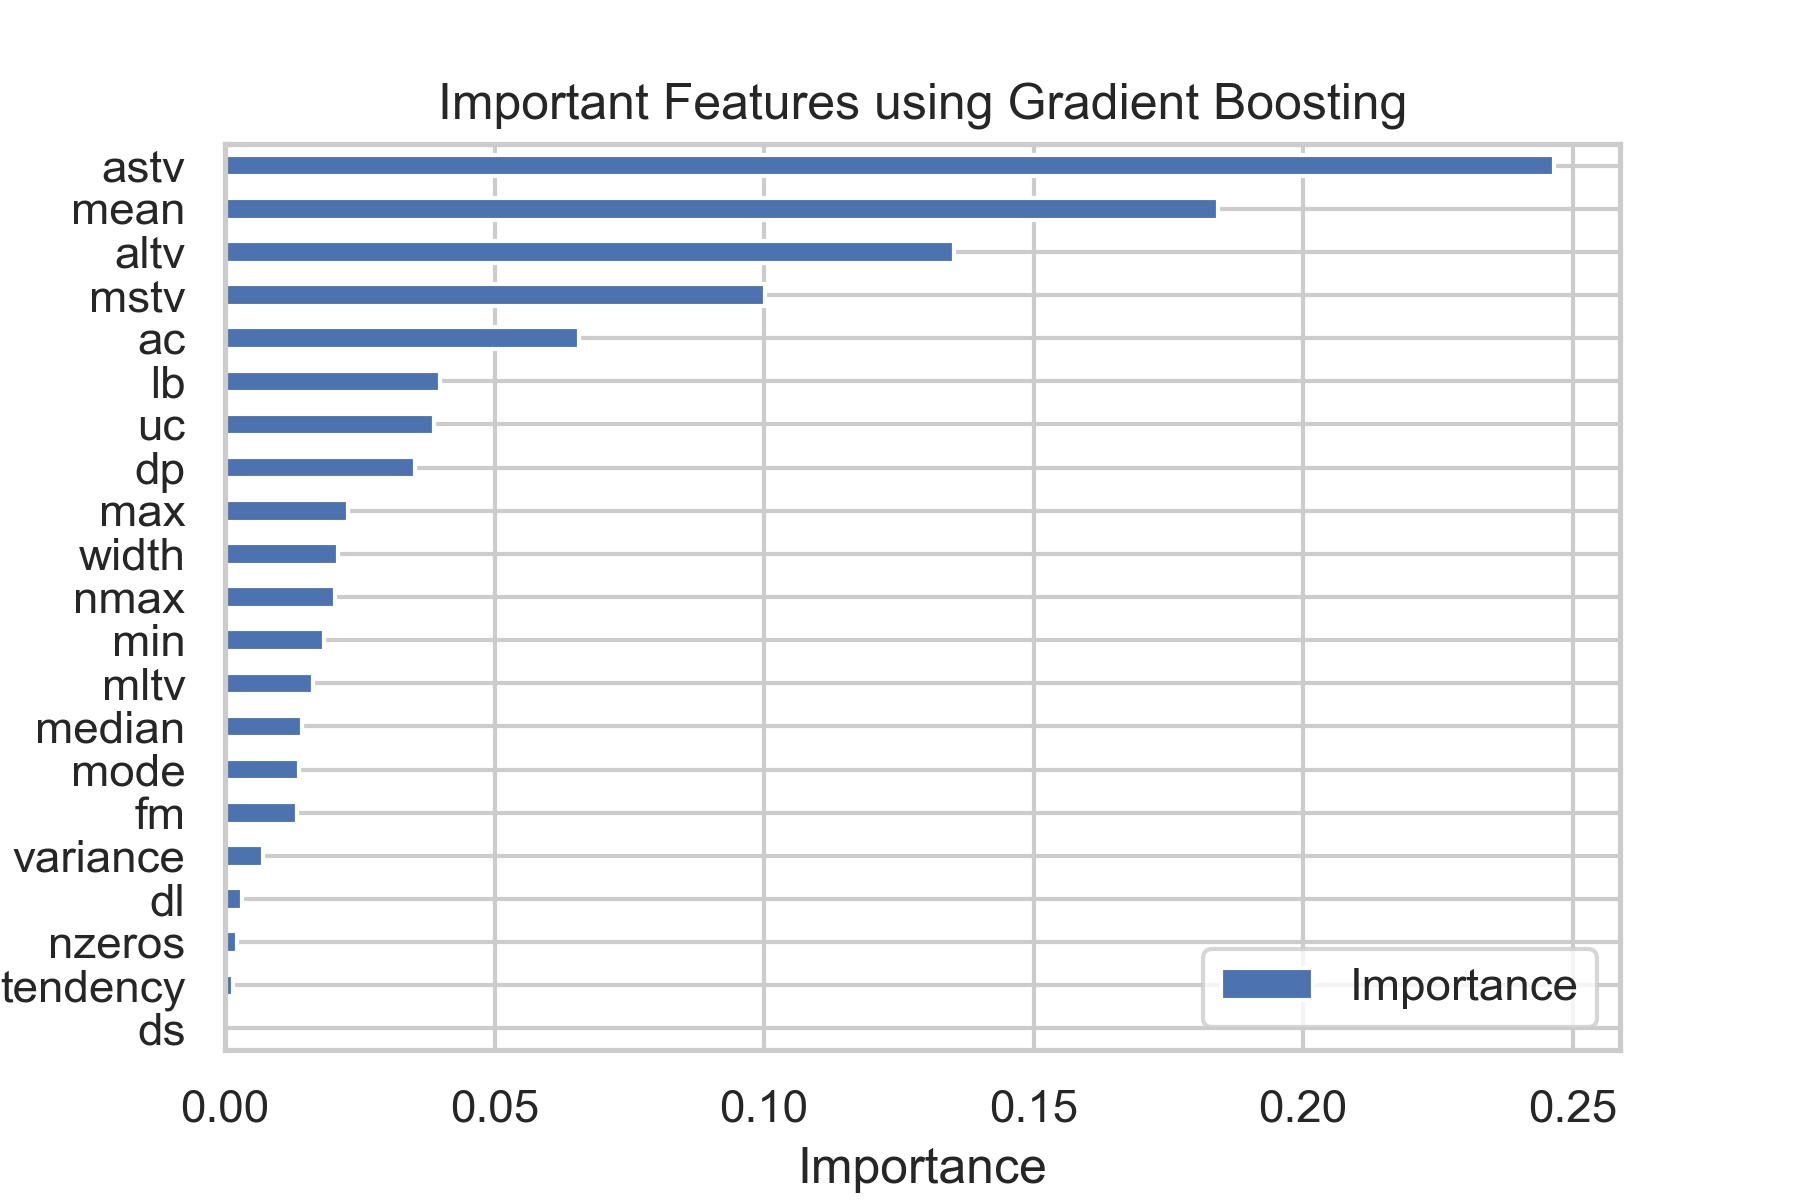 Important Features using Gradient Boosting
astv
mean
altv
mstv
ac
lb
uc
dp
max
width
nmax
min
mltv
median
mode
fm
variance
dl
nzeros
tendency
ds
Importance
0.00 0.05 0.10 0.15 0.20 0.25
Importance